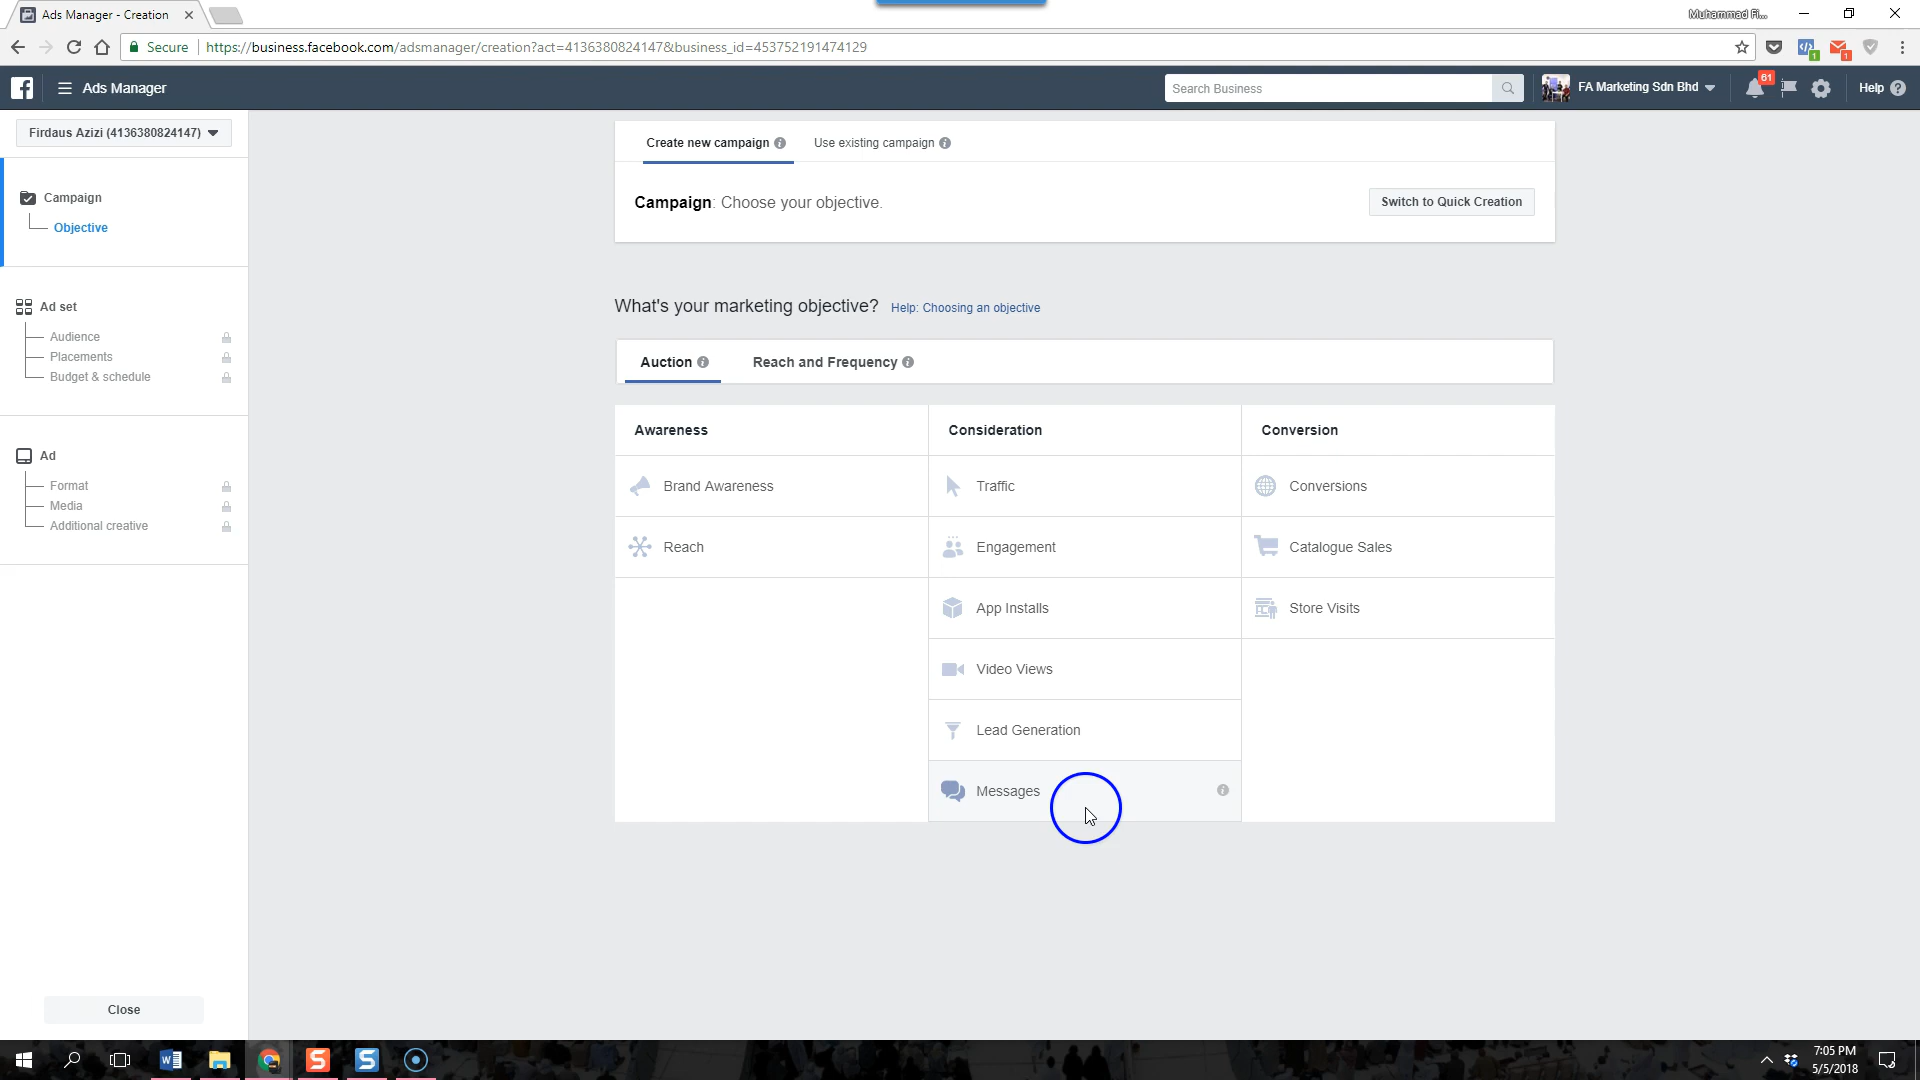 Ads Manager - Creation
Muhammad Fi...
Secure
https://business.facebook.com/adsmanager/creation?act=4136380824147&business_id=453752191474129
1
1
Ads Manager
Search Business
FA Marketing Sdn Bhd
61
Help
Firdaus Azizi (4136380824147)
Campaign
Objective
Ad set
Audience
Placements
Budget & schedule
Ad
Format
Media
Additional creative
Close
Create new campaign
Use existing campaign
Campaign: Choose your objective.
Switch to Quick Creation
What's your marketing objective? Help: Choosing an objective
Auction
Reach and Frequency
Awareness
Consideration
Conversion
Brand Awareness
Traffic
Conversions
Reach
Engagement
Catalogue Sales
App Installs
Store Visits
Video Views
Lead Generation
Messages
7:05 PM
5/5/2018